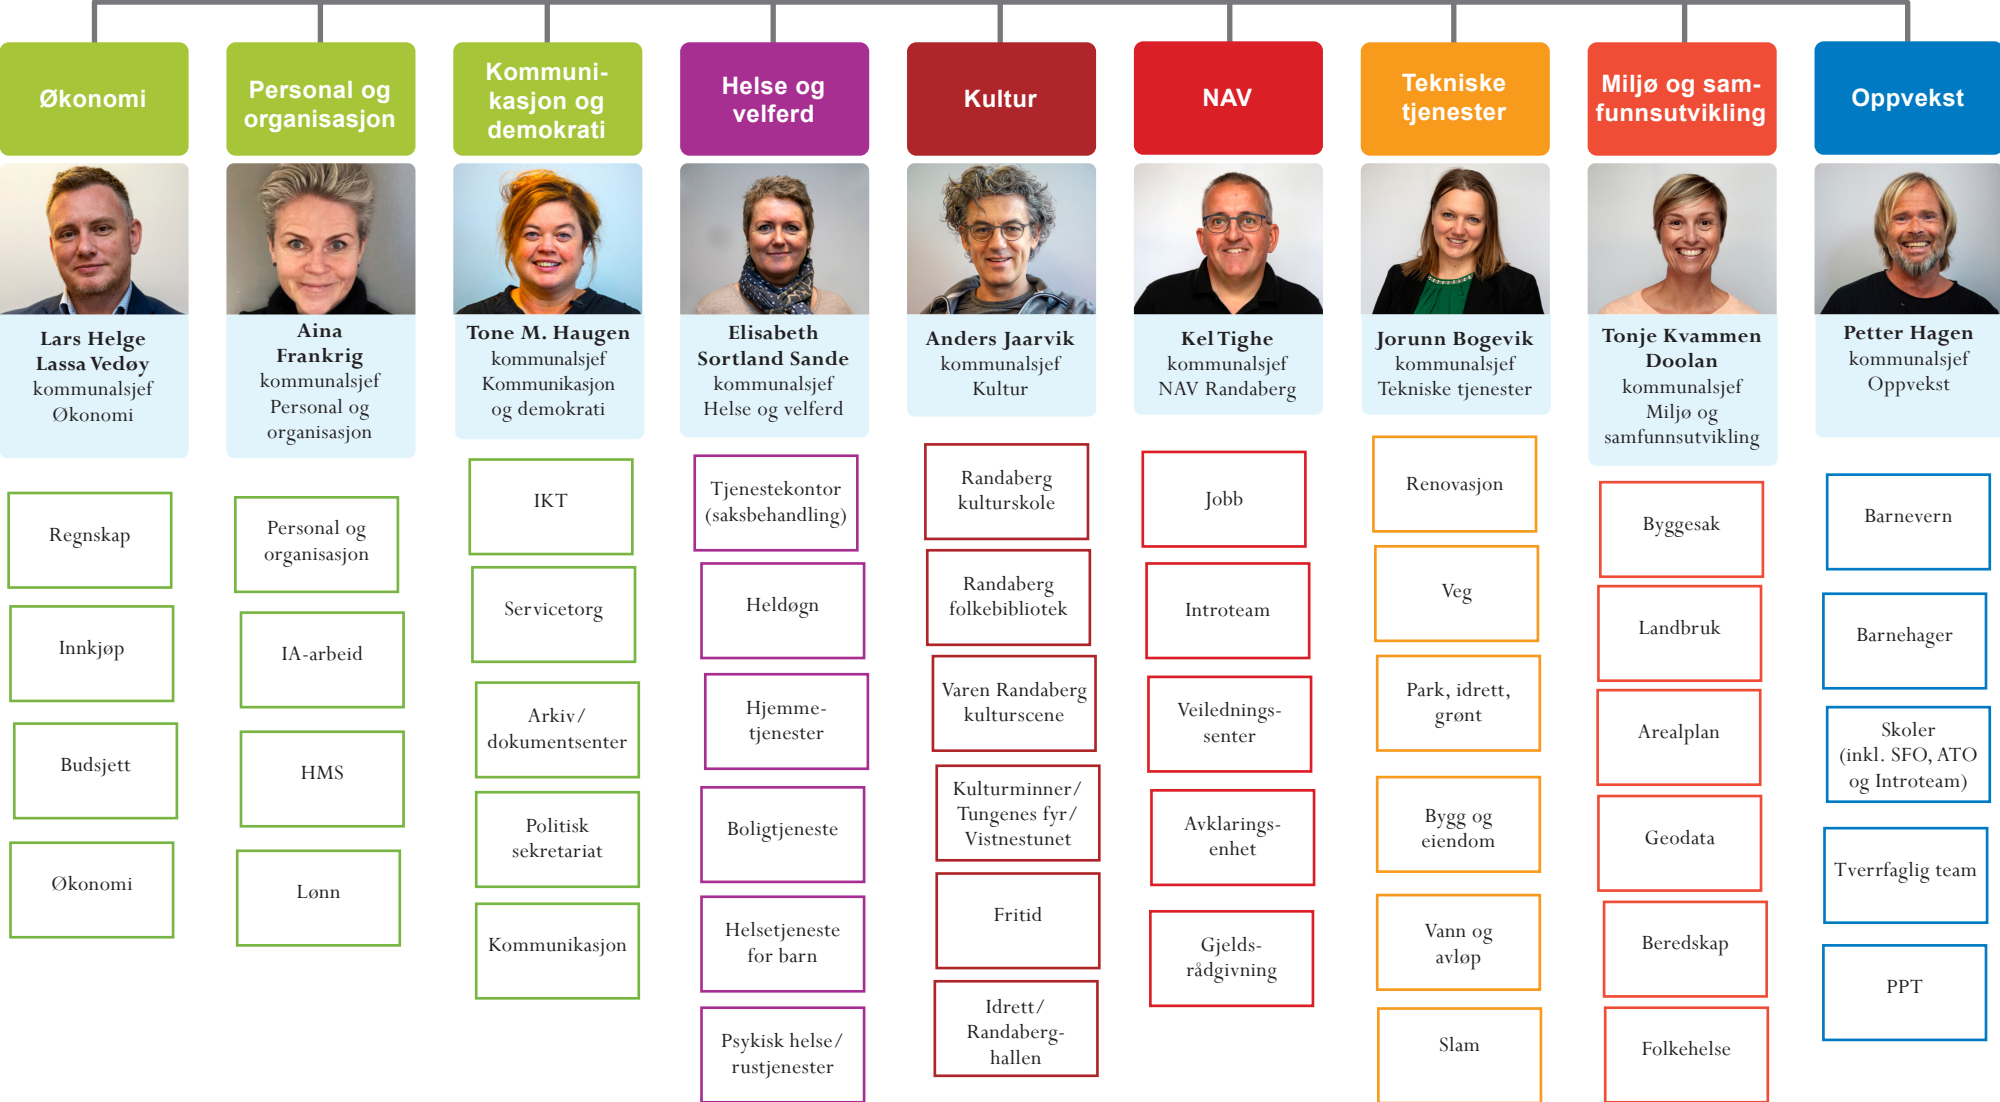 Økonomi
Lars Helge
Lassa Vedøy
kommunalsjef
Økonomi
Regnskap
Innkjøp
Budsjett
Økonomi
Personal og
organisasjon
Aina
Frankrig
kommunalsjef
Personal og
organisasjon
Personal og
organisasjon
IA-arbeid
HMS
Lønn
Kommuni-
kasjon og
demokrati
Tone M. Haugen
kommunalsjef
Kommunikasjon
og demokrati
IKT
Servicetorg
Arkiv/
dokumentsenter
Politisk
sekretariat
Kommunikasjon
Helse og
velferd
Elisabeth
Sortland Sande
kommunalsjef
Helse og velferd
Tjenestekontor
(saksbehandling)
Heldøgn
Hjemme-
tjenester
Boligtjeneste
Helsetjeneste
for barn
Psykisk helse/
rustjenester
Kultur
Anders Jaarvik
kommunalsjef
Kultur
Randaberg
kulturskole
Randaberg
folkebibliotek
Varen Randaberg
kulturscene
Kulturminner/
Tungenes fyr/
Vistnestunet
Fritid
Idrett/
Randaberg-
hallen
NAV
Kel Tighe
kommunalsjef
NAV Randaberg
Jobb
Introteam
Veilednings-
senter
Avklarings-
enhet
Gjelds-
rådgivning
Tekniske
tjenester
Jorunn Bogevik
kommunalsjef
Tekniske tjenester
Renovasjon
Veg
Park, idrett,
grønt
Bygg og
eiendom
Vann og
avløp
Slam
Miljø og sam-
funnsutvikling
Tonje Kvammen
Doolan
kommunalsjef
Miljø og
samfunnsutvikling
Byggesak
Landbruk
Arealplan
Geodata
Beredskap
Folkehelse
Oppvekst
Petter Hagen
kommunalsjef
Oppvekst
Barnevern
Barnehager
Skoler
(inkl. SFO, ATO
og Introteam)
Tverrfaglig team
PPT